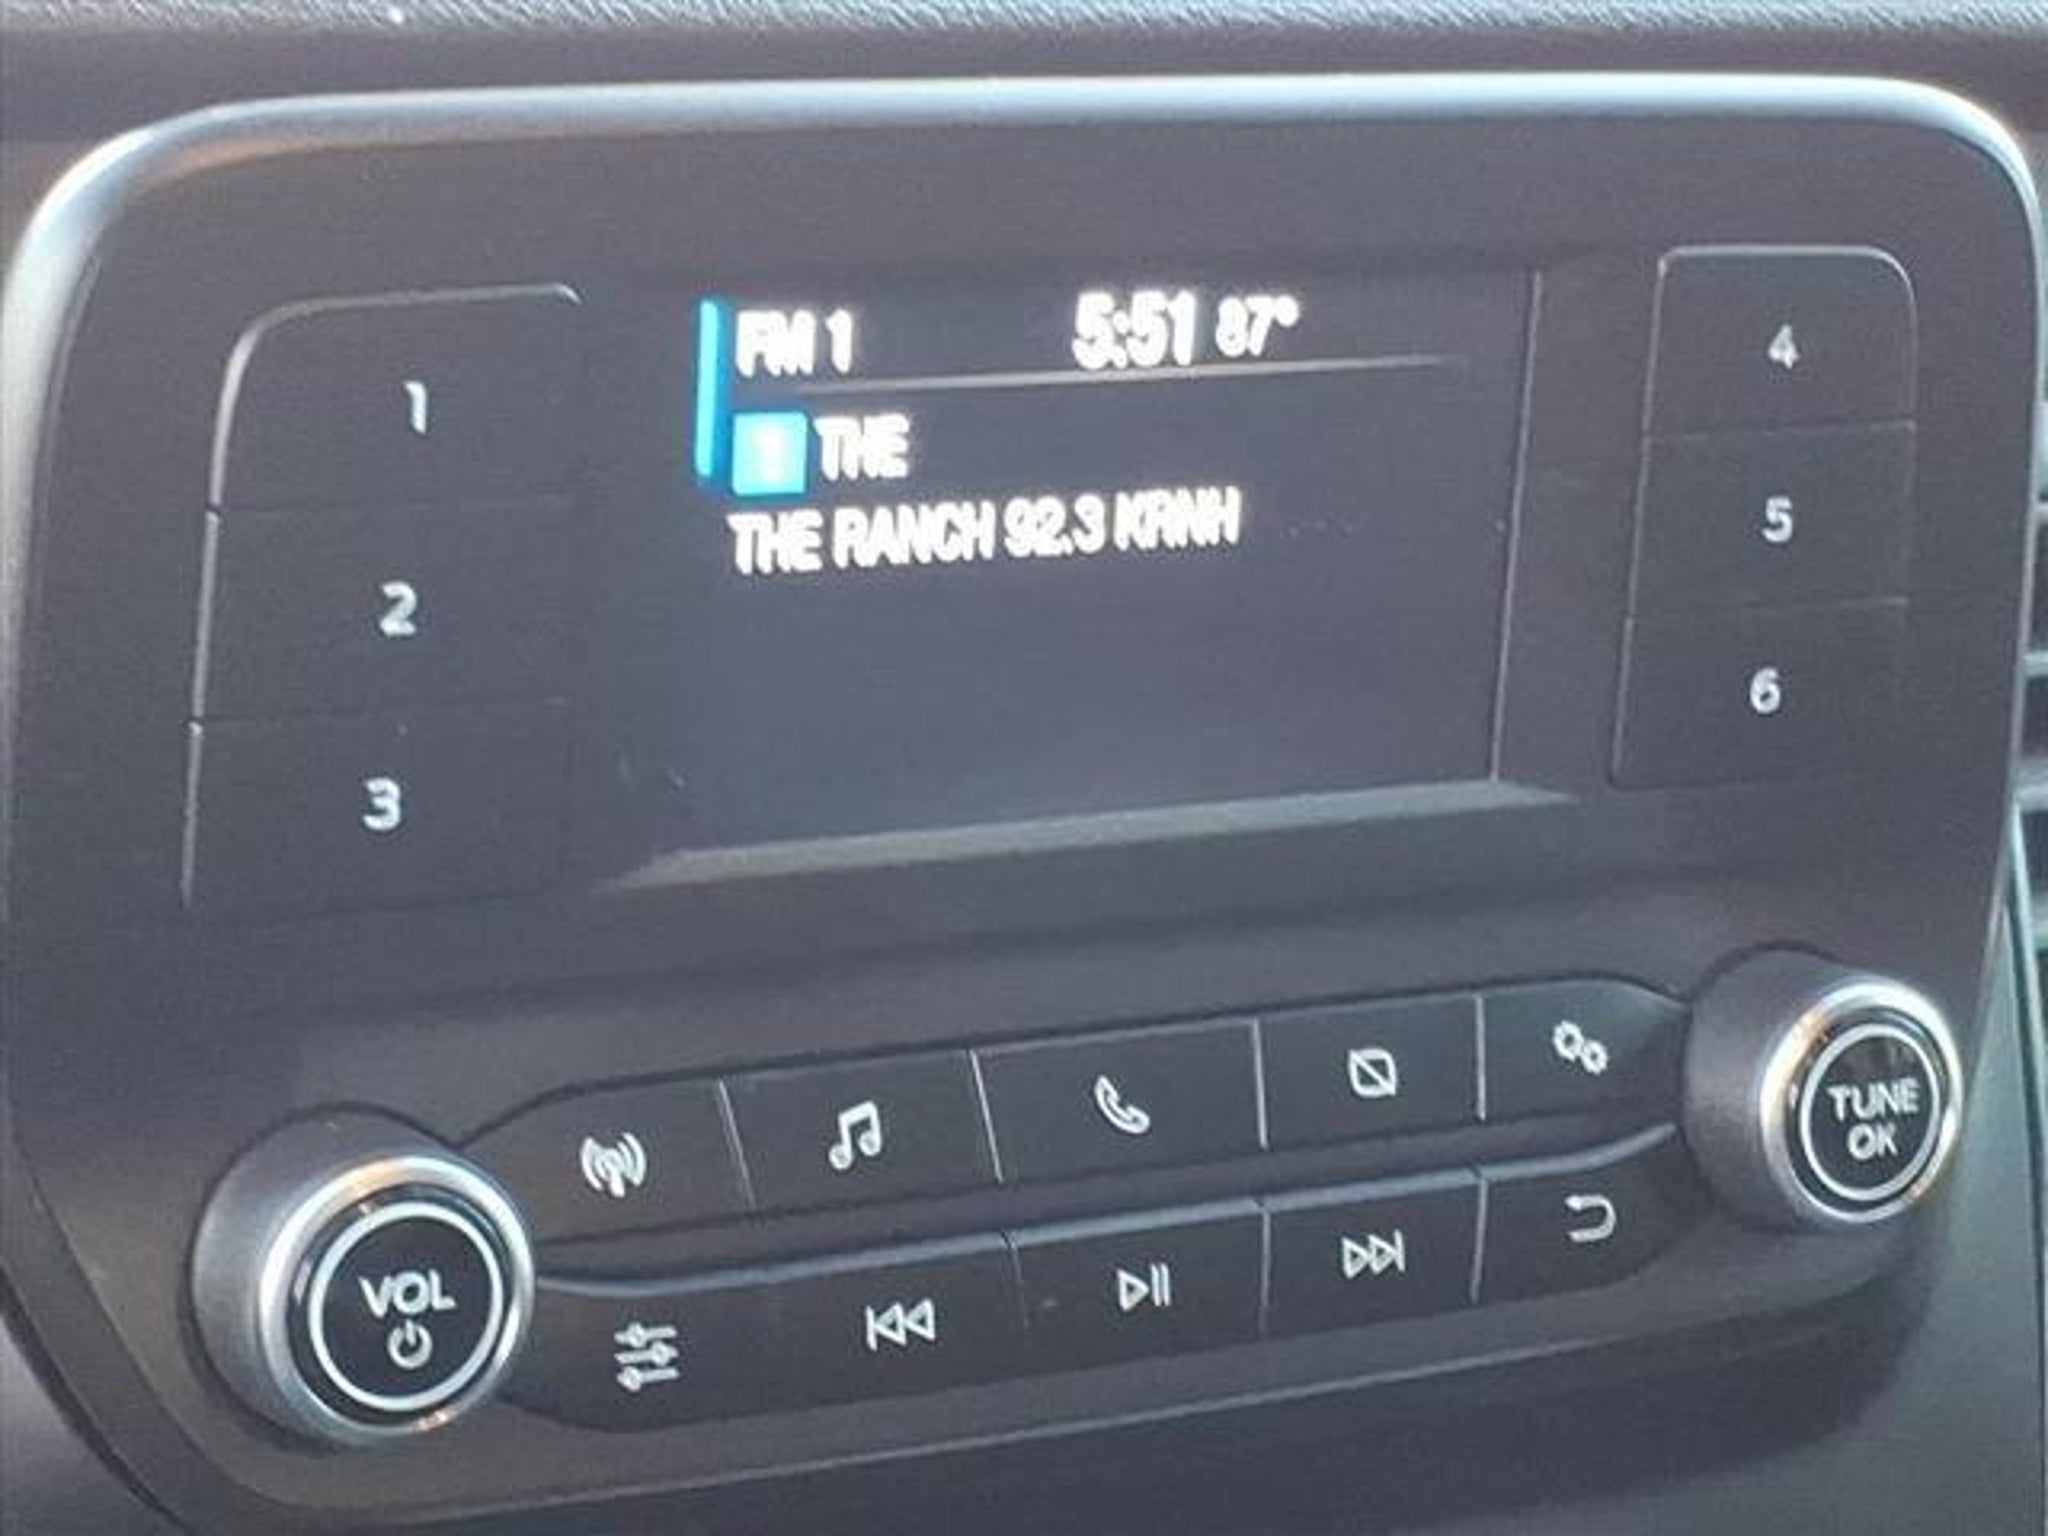 FM 1 5:51 87°
1 THE
THE RANCH 92.3 KRNH
1
2
3
4
5
6
VOL
TUNE
OK